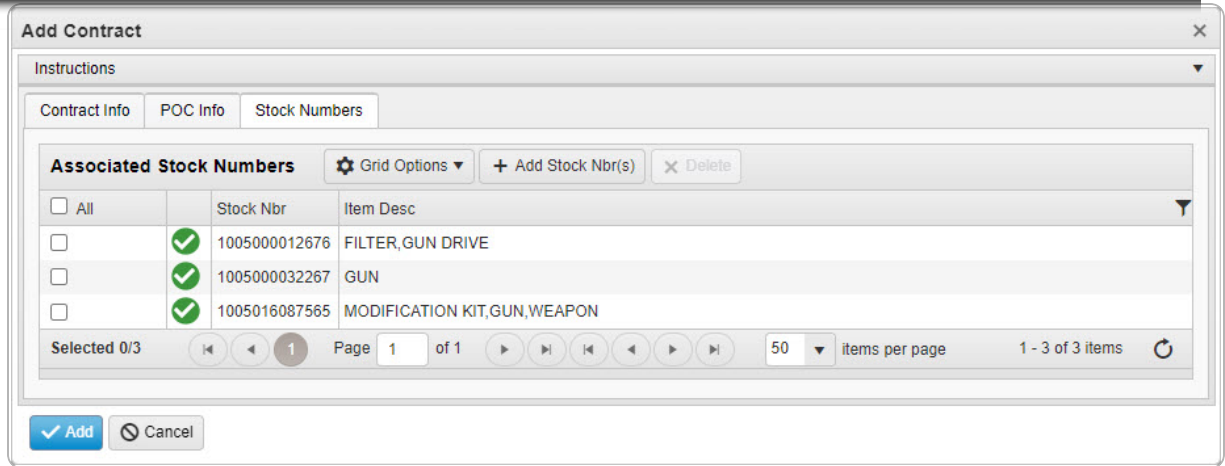 Add Contract
Instructions
Contract Info POC Info Stock Numbers
Associated Stock Numbers Grid Options + Add Stock Nbr(s) Delete
All Stock Nbr Item Desc
1005000012676 FILTER,GUN DRIVE
1005000032267 GUN
1005016087565 MODIFICATION KIT,GUN,WEAPON
Selected 0/3 1 Page 1 of 1 50 items per page 1 - 3 of 3 items
Add Cancel